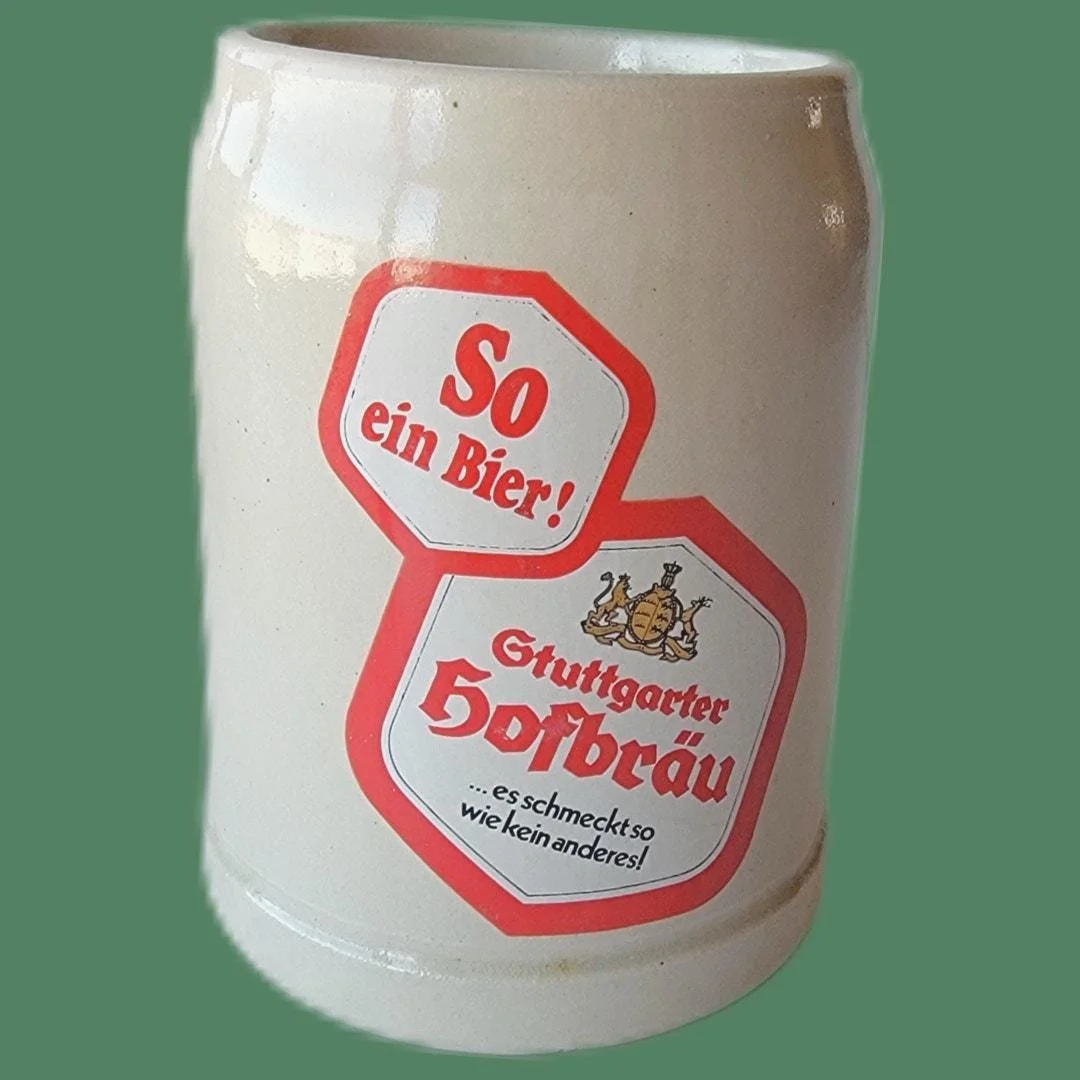 So
ein Bier!
Stuttgarter
Hofbräu
... es schmeckt so
wie kein anderes!